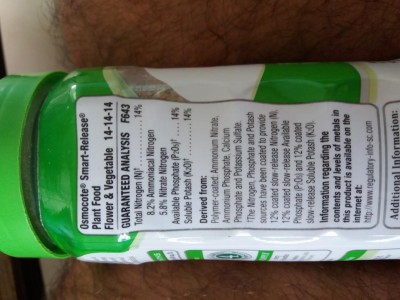 Osmocote® Smart-Release®
Plant Food
Flower & Vegetable 14-14-14
GUARANTEED ANALYSIS F643
Total Nitrogen (N)† ..... 14%
8.2% Ammoniacal Nitrogen
5.8% Nitrate Nitrogen
Available Phosphate (P₂O₅)† ..... 14%
Soluble Potash (K₂O)† ..... 14%
Derived from:
Polymer-coated: Ammonium Nitrate,
Ammonium Phosphate, Calcium
Phosphate and Potassium Sulfate.
†The Nitrogen, Phosphate and Potash
sources have been coated to provide
12% coated slow-release Nitrogen (N),
12% coated slow-release Available
Phosphate (P₂O₅) and 12% coated
slow-release Soluble Potash (K₂O).
Information regarding the
contents and levels of metals in
this product is available on the
internet at:
http://www.regulatory-info-sc.com
Additional Information: